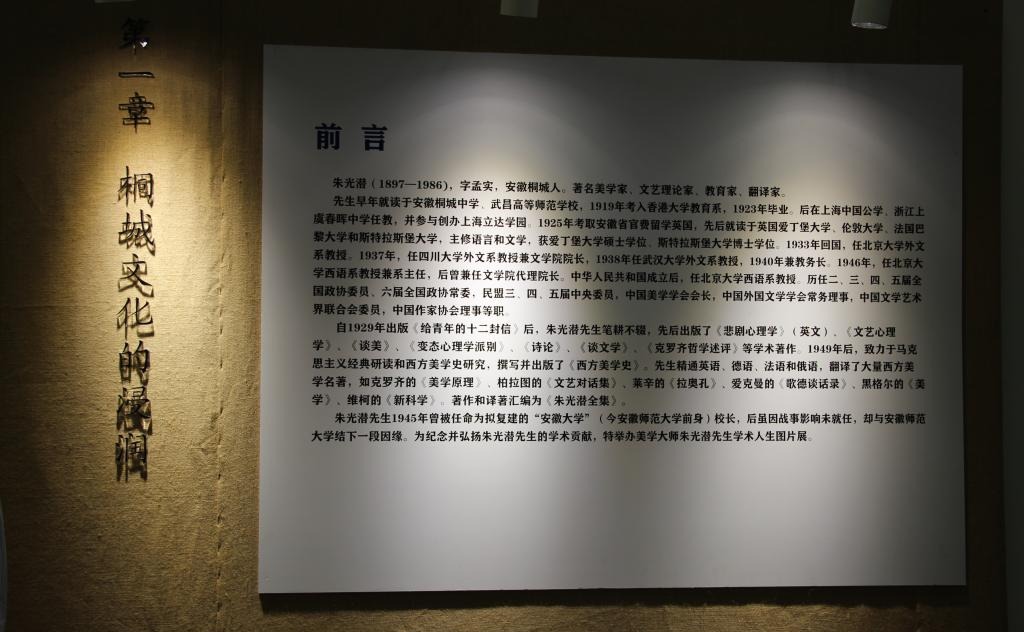 第一章 桐城文化的浸润
前言
朱光潜（1897—1986），字孟实，安徽桐城人。著名美学家、文艺理论家、教育家、翻译家。
先生早年就读于安徽桐城中学、武昌高等师范学校，1919年考入香港大学教育系，1923年毕业。后在上海中国公学、浙江上
虞春晖中学任教，并参与创办上海立达学园。1925年考取安徽省官费留学英国，先后就读于英国爱丁堡大学、伦敦大学、法国巴
黎大学和斯特拉斯堡大学，主修语言和文学，获爱丁堡大学硕士学位、斯特拉斯堡大学博士学位。1933年回国，任北京大学外文
系教授。1937年，任四川大学外文系教授兼文学院院长，1938年任武汉大学外文系教授，1940年兼教务长。1946年，任北京大
学西语系教授兼系主任，后曾兼任文学院代理院长。中华人民共和国成立后，任北京大学西语系教授。历任二、三、四、五届全
国政协委员、六届全国政协常委，民盟三、四、五届中央委员，中国美学学会会长，中国外国文学学会常务理事，中国文学艺术
界联合会委员，中国作家协会理事等职。
自1929年出版《给青年的十二封信》后，朱光潜先生笔耕不辍，先后出版了《悲剧心理学》（英文）、《文艺心理
学》、《谈美》、《变态心理学派别》、《诗论》、《谈文学》、《克罗齐哲学述评》等学术著作。1949年后，致力于马克
思主义经典研读和西方美学史研究，撰写并出版了《西方美学史》。先生精通英语、德语、法语和俄语，翻译了大量西方美
学名著，如克罗齐的《美学原理》、柏拉图的《文艺对话集》、莱辛的《拉奥孔》、爱克曼的《歌德谈话录》、黑格尔的《美
学》、维柯的《新科学》。著作和译著汇编为《朱光潜全集》。
朱光潜先生1945年曾被任命为拟复建的“安徽大学”（今安徽师范大学前身）校长，后虽因战事影响未就任，却与安徽师范
大学结下一段因缘。为纪念并弘扬朱光潜先生的学术贡献，特举办美学大师朱光潜先生学术人生图片展。